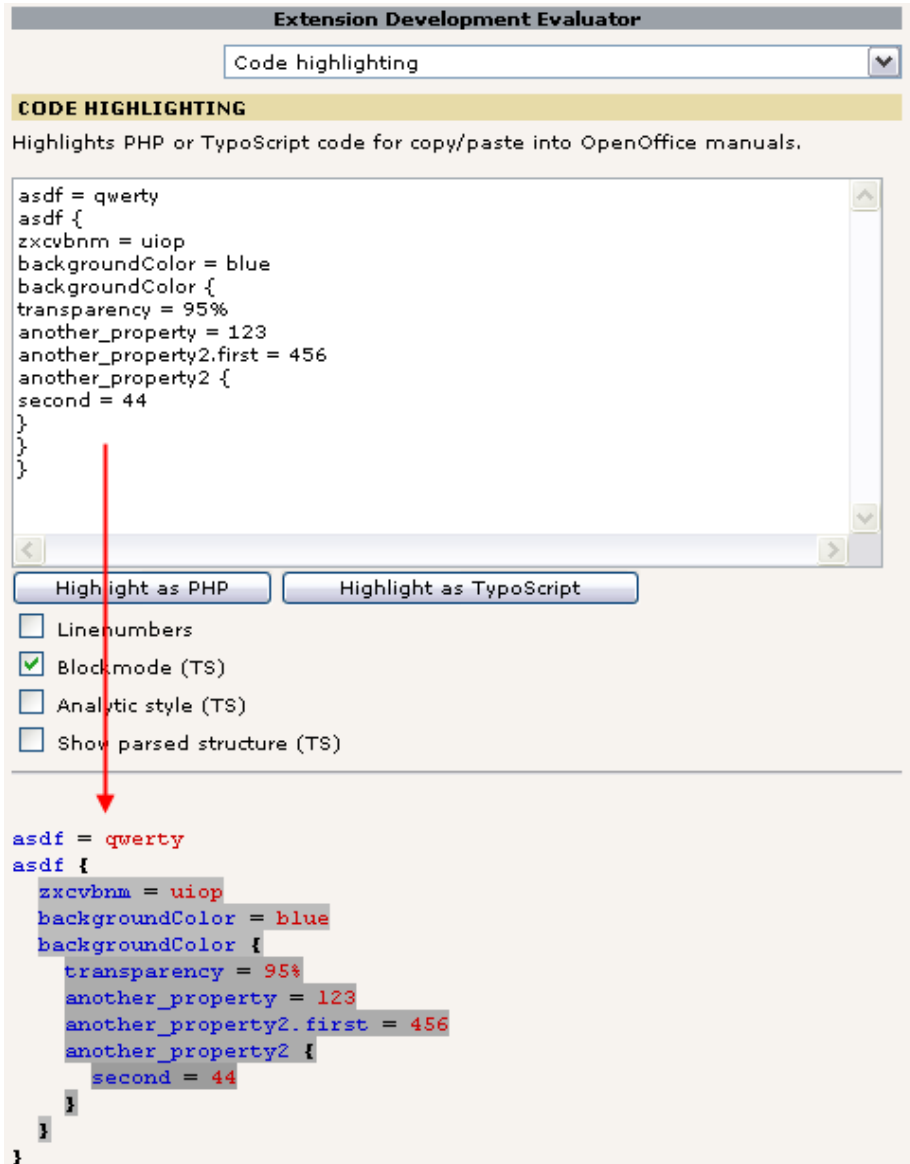 Extension Development Evaluator
Code highlighting
CODE HIGHLIGHTING
Highlights PHP or TypoScript code for copy/paste into OpenOffice manuals.
asdf = qwerty
asdf {
zxcvbnm = uiop
backgroundColor = blue
backgroundColor {
transparency = 95%
another_property = 123
another_property2.first = 456
another_property2 {
second = 44
}
}
}
Highlight as PHP Highlight as TypoScript
Linenumbers
Blockmode (TS)
Analytic style (TS)
Show parsed structure (TS)
asdf = qwerty
asdf {
zxcvbnm = uiop
backgroundColor = blue
backgroundColor {
transparency = 95%
another_property = 123
another_property2.first = 456
another_property2 {
second = 44
}
}
}